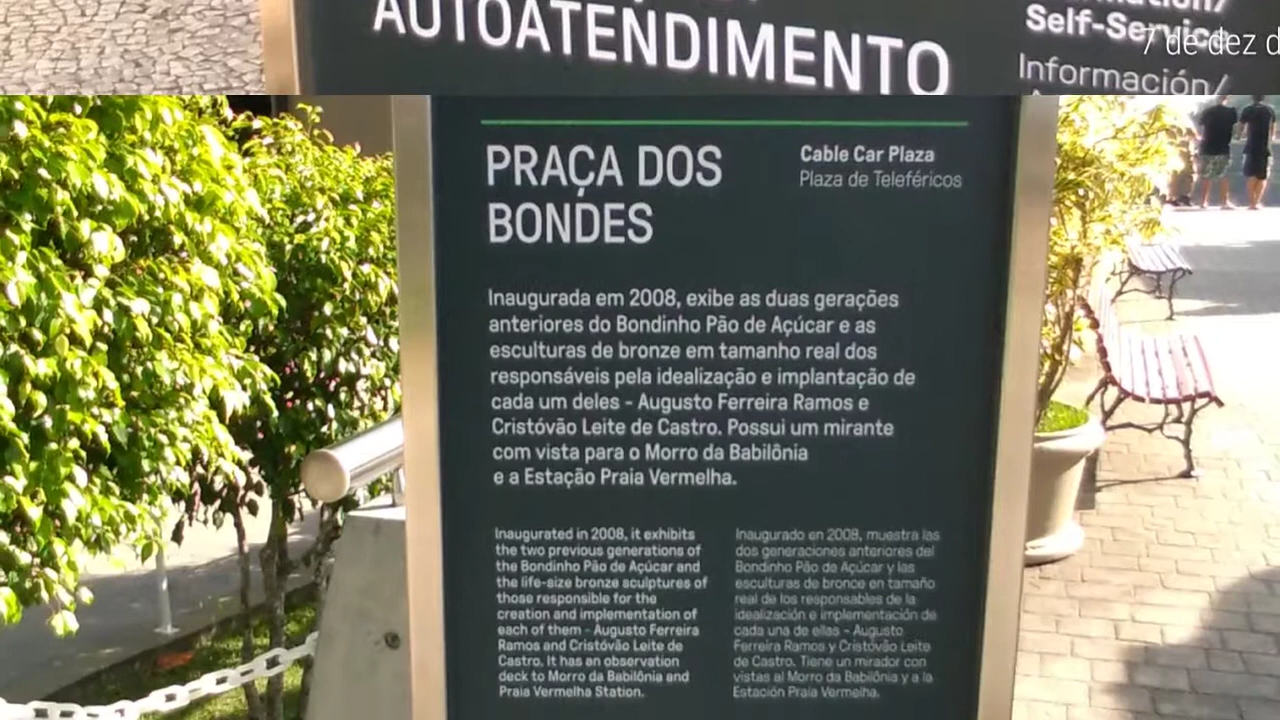 AUTOATENDIMENTO
Self-Service
Información/
7 de dez d
PRAÇA DOS
BONDES
Cable Car Plaza
Plaza de Teleféricos
Inaugurada em 2008, exibe as duas gerações
anteriores do Bondinho Pão de Açúcar e as
esculturas de bronze em tamanho real dos
responsáveis pela idealização e implantação de
cada um deles - Augusto Ferreira Ramos e
Cristóvão Leite de Castro. Possui um mirante
com vista para o Morro da Babilônia
e a Estação Praia Vermelha.
Inaugurated in 2008, it exhibits
the two previous generations of
the Bondinho Pão de Açúcar and
the life-size bronze sculptures of
those responsible for the
creation and implementation of
each of them - Augusto Ferreira
Ramos and Cristóvão Leite de
Castro. It has an observation
deck to Morro da Babilônia and
Praia Vermelha Station.
Inaugurado en 2008, muestra las
dos generaciones anteriores del
Bondinho Pão de Açúcar y las
esculturas de bronce en tamaño
real de los responsables de la
idealización e implementación de
cada una de ellas - Augusto
Ferreira Ramos y Cristóvão Leite
de Castro. Tiene un mirador con
vistas al Morro da Babilônia y a la
Estación Praia Vermelha.